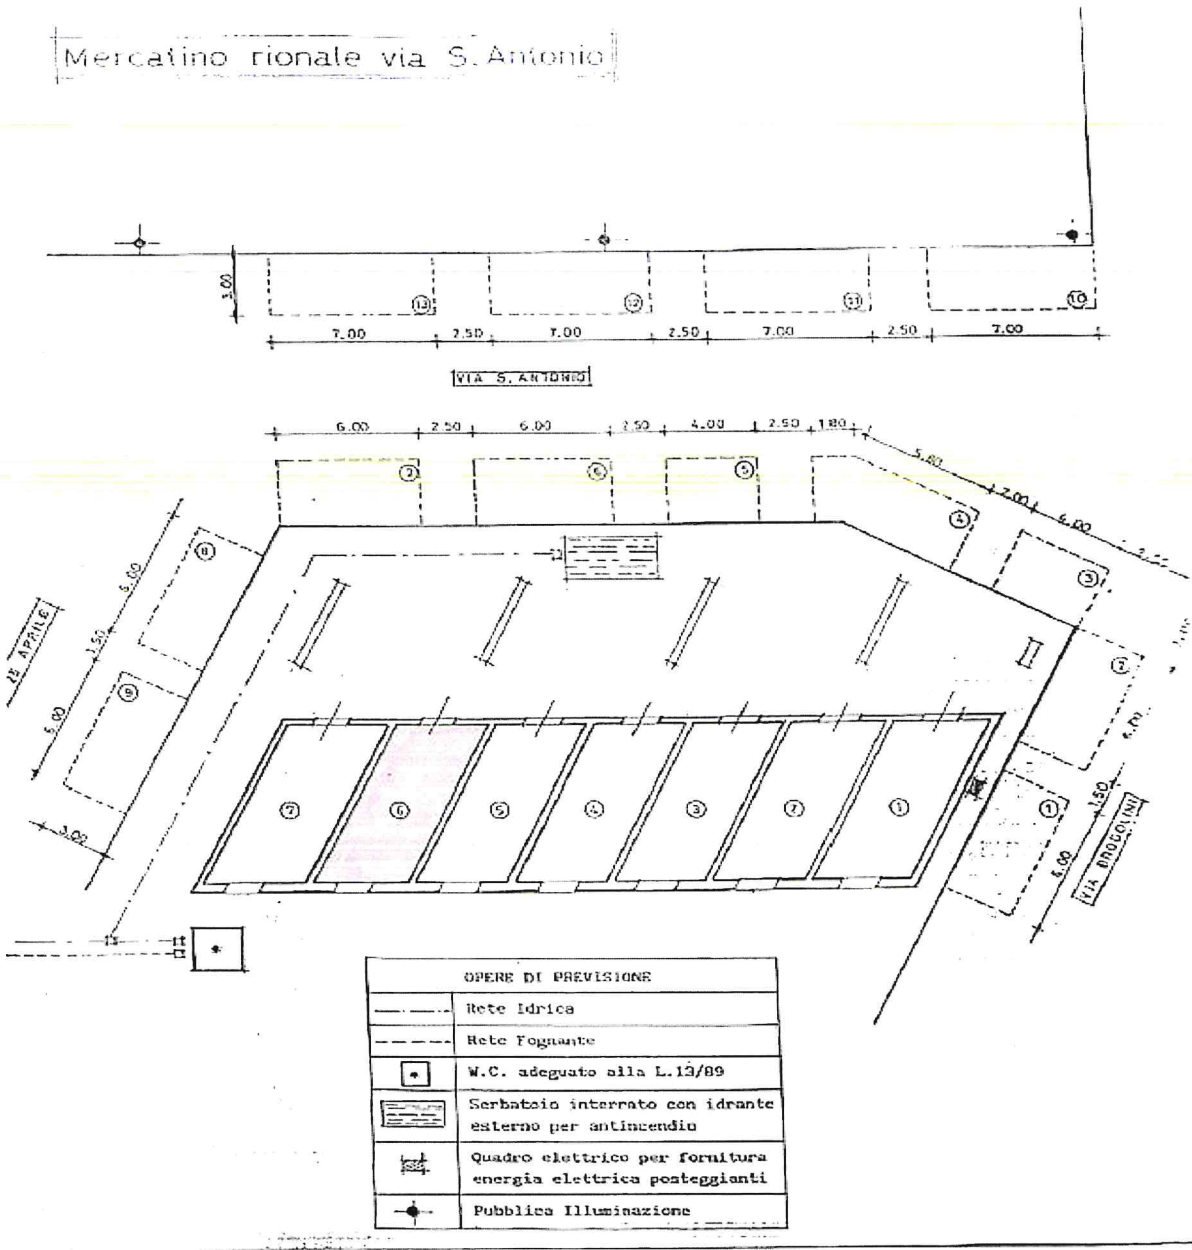 Mercatino rionale via S. Antonio
3.00
13 12 11 10
7.00 2.50 7.00 2.50 7.00 2.50 7.00
VIA S. ANTONIO
6.00 2.50 6.00 2.50 4.00 2.50 1.80
5.80 2.00 6.00
7 6 5 4 3 2 1
8 9
5.00
1.50
5.00
3.00
APRILE
6.00
1.50
5.00
VIA BRODOLINI
7 6 5 4 3 2 1
OPERE DI PREVISIONE
Rete Idrica
Rete Fognante
W.C. adeguato alla L.13/89
Serbatoio interrato con idrante
esterno per antincendio
Quadro elettrico per fornitura
energia elettrica posteggianti
Pubblica Illuminazione